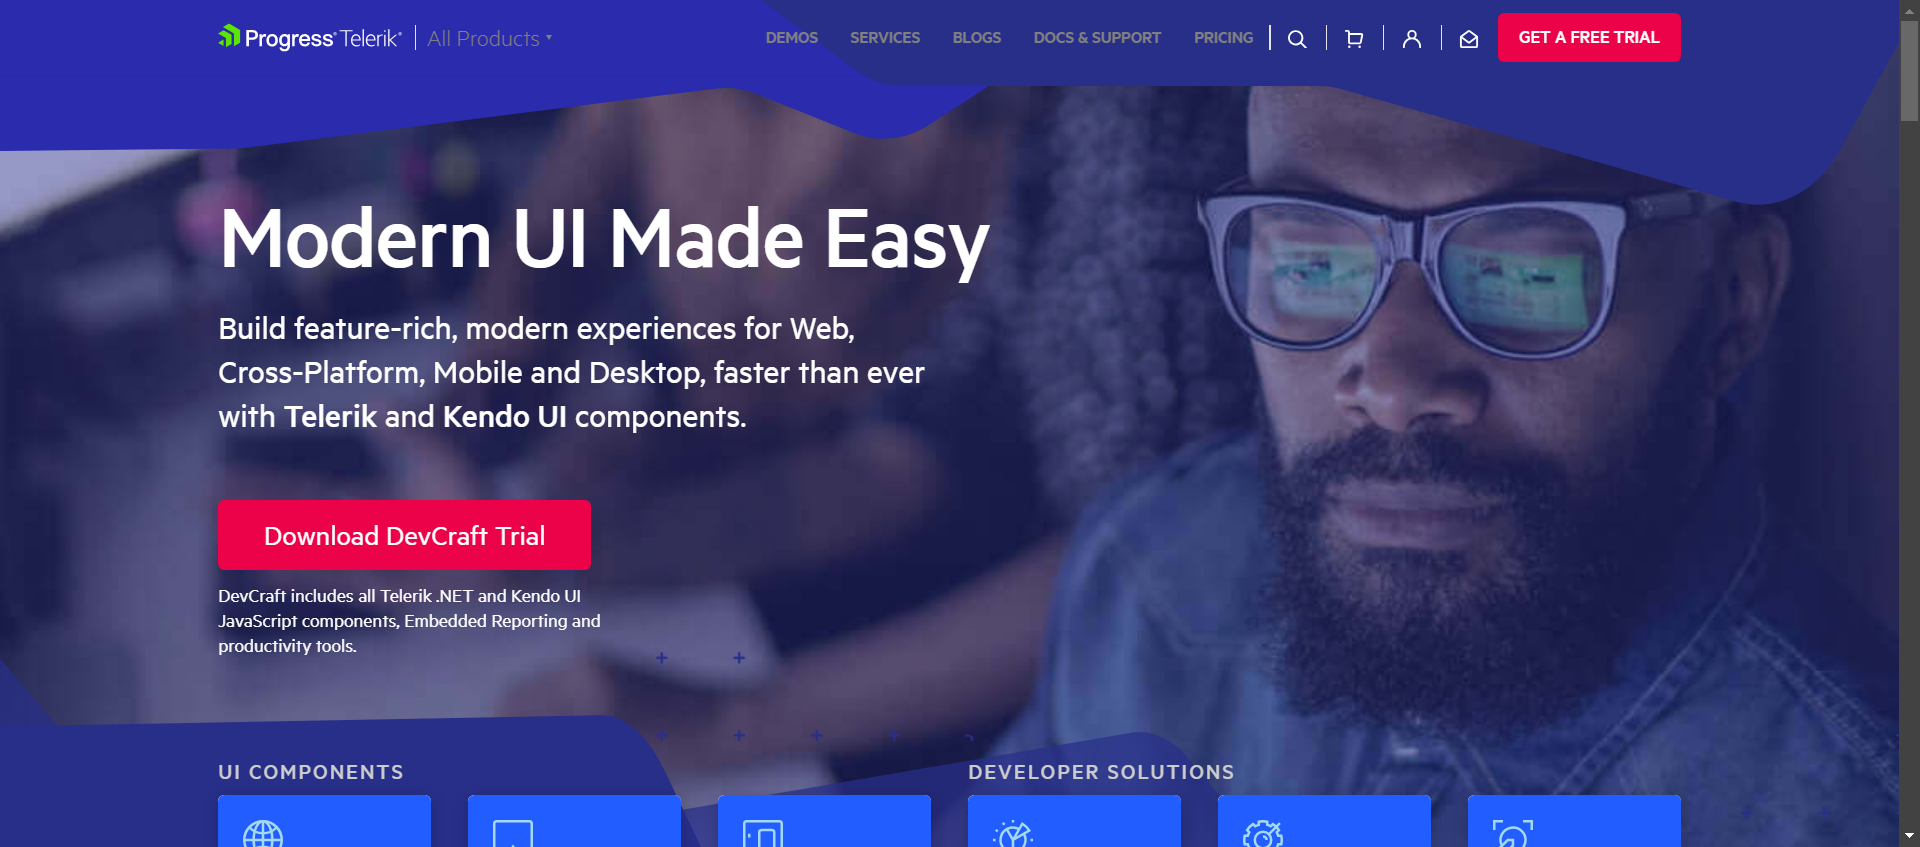 Progress Telerik
All Products
DEMOS
SERVICES
BLOGS
DOCS & SUPPORT
PRICING
GET A FREE TRIAL
Modern UI Made Easy
Build feature-rich, modern experiences for Web,
Cross-Platform, Mobile and Desktop, faster than ever
with Telerik and Kendo UI components.
Download DevCraft Trial
DevCraft includes all Telerik .NET and Kendo UI
JavaScript components, Embedded Reporting and
productivity tools.
UI COMPONENTS
DEVELOPER SOLUTIONS